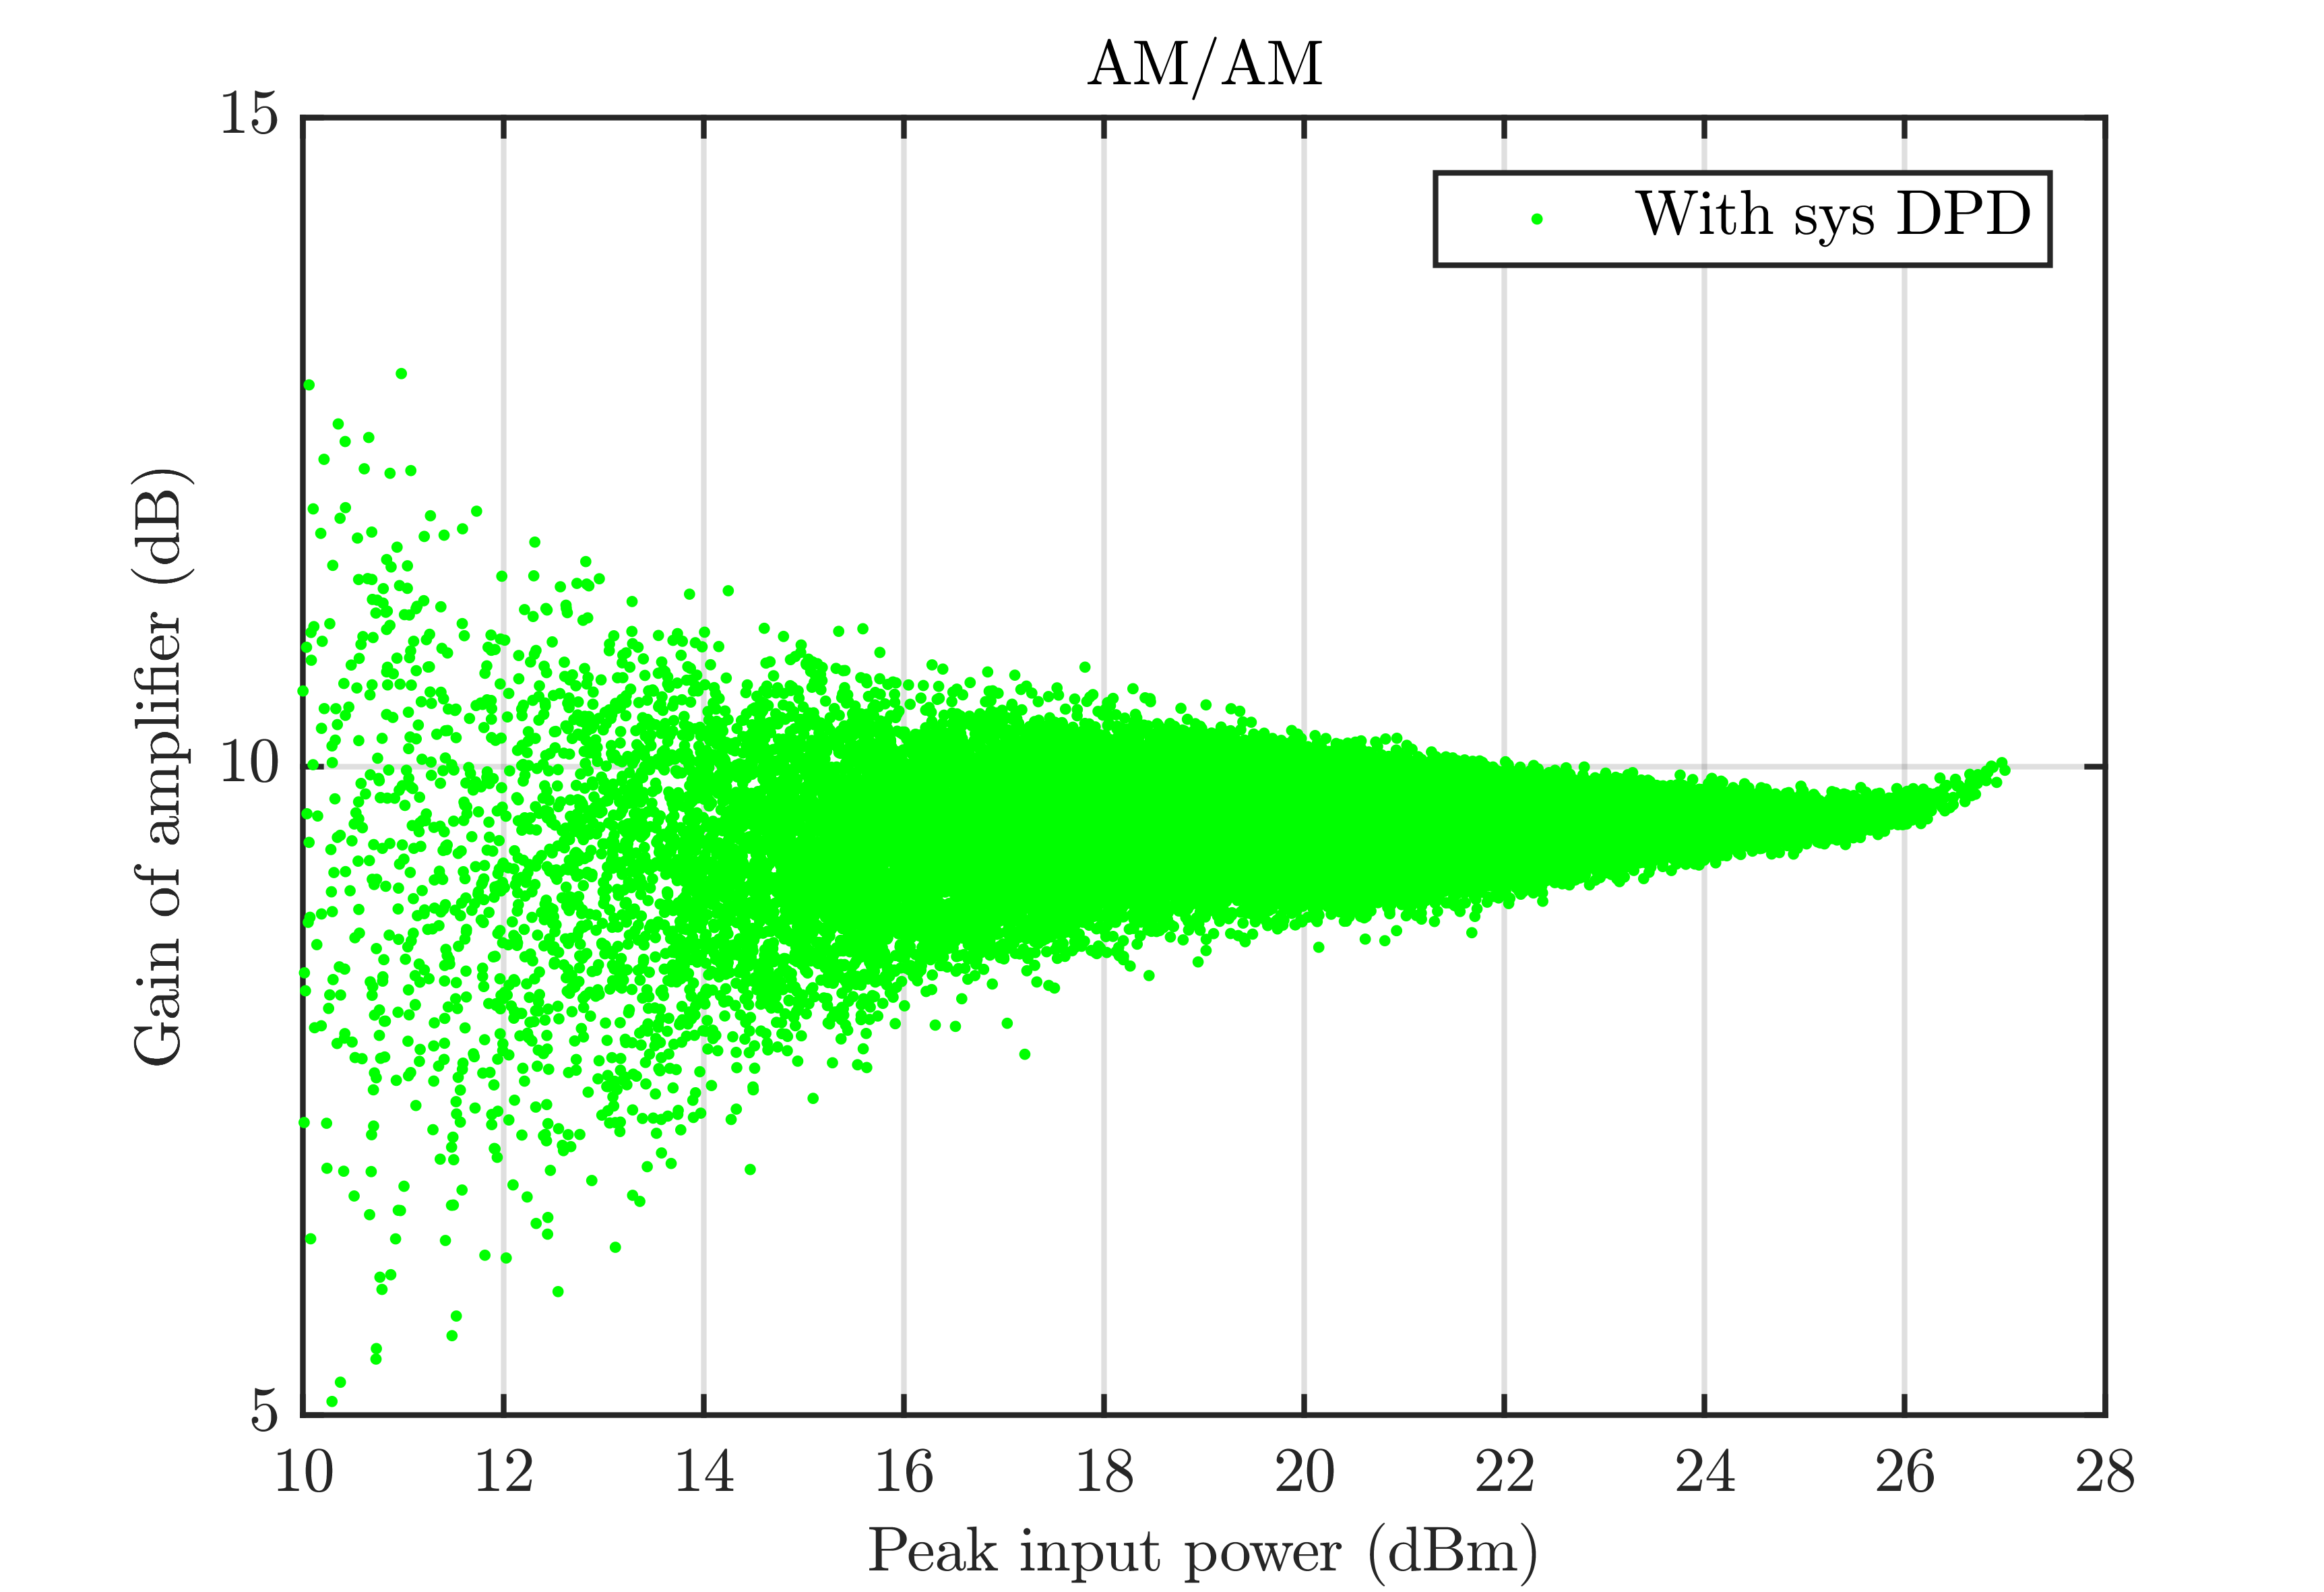 AM/AM
15
With sys DPD
Gain of amplifier (dB)
10
5
10 12 14 16 18 20 22 24 26 28
Peak input power (dBm)